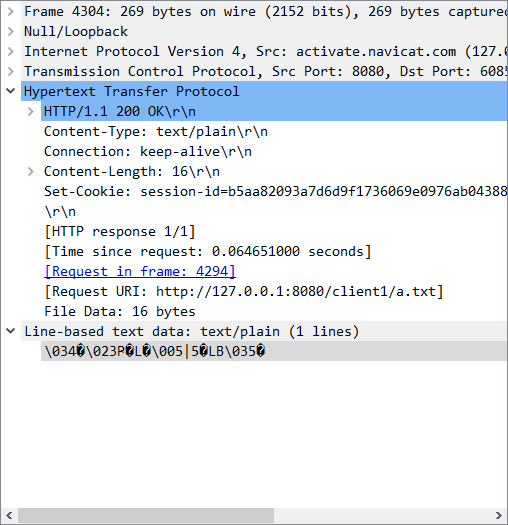 Frame 4304: 269 bytes on wire (2152 bits), 269 bytes captured
Null/Loopback
Internet Protocol Version 4, Src: activate.navicat.com (127.0
Transmission Control Protocol, Src Port: 8080, Dst Port: 6085
Hypertext Transfer Protocol
HTTP/1.1 200 OK\r\n
Content-Type: text/plain\r\n
Connection: keep-alive\r\n
Content-Length: 16\r\n
Set-Cookie: session-id=b5aa82093a7d6d9f1736069e0976ab04388
\r\n
[HTTP response 1/1]
[Time since request: 0.064651000 seconds]
[Request in frame: 4294]
[Request URI: http://127.0.0.1:8080/client1/a.txt]
File Data: 16 bytes
Line-based text data: text/plain (1 lines)
\034�\023P�L�\005|5�LB\035�